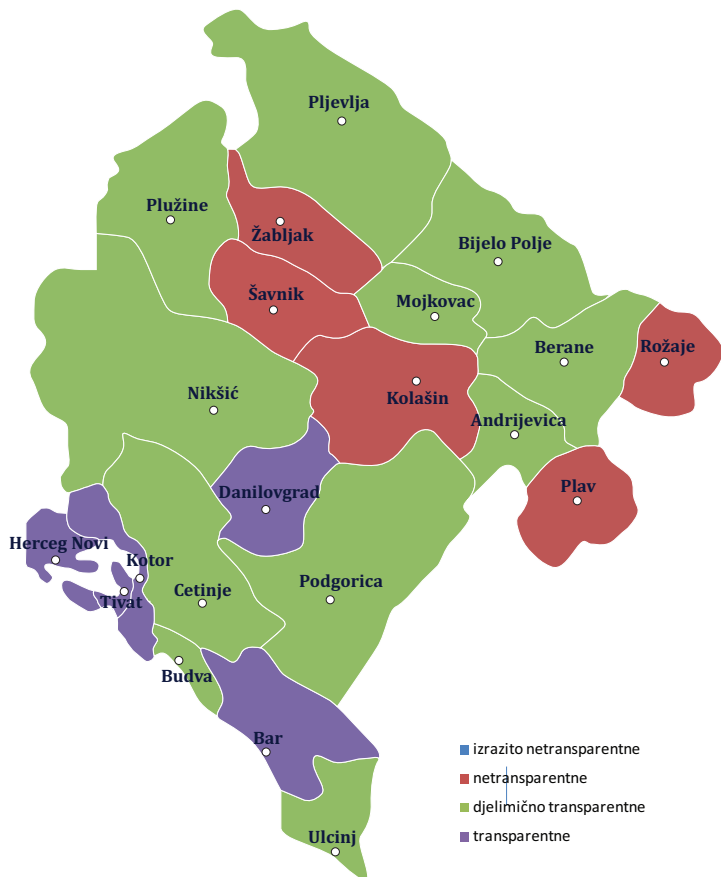 Pljevlja
Plužine
Žabljak
Bijelo Polje
Šavnik
Mojkovac
Berane
Rožaje
Nikšić
Kolašin
Andrijevica
Danilovgrad
Plav
Herceg Novi
Kotor
Tivat
Cetinje
Podgorica
Budva
Bar
Ulcinj
izrazito netransparentne
netransparentne
djelimično transparentne
transparentne